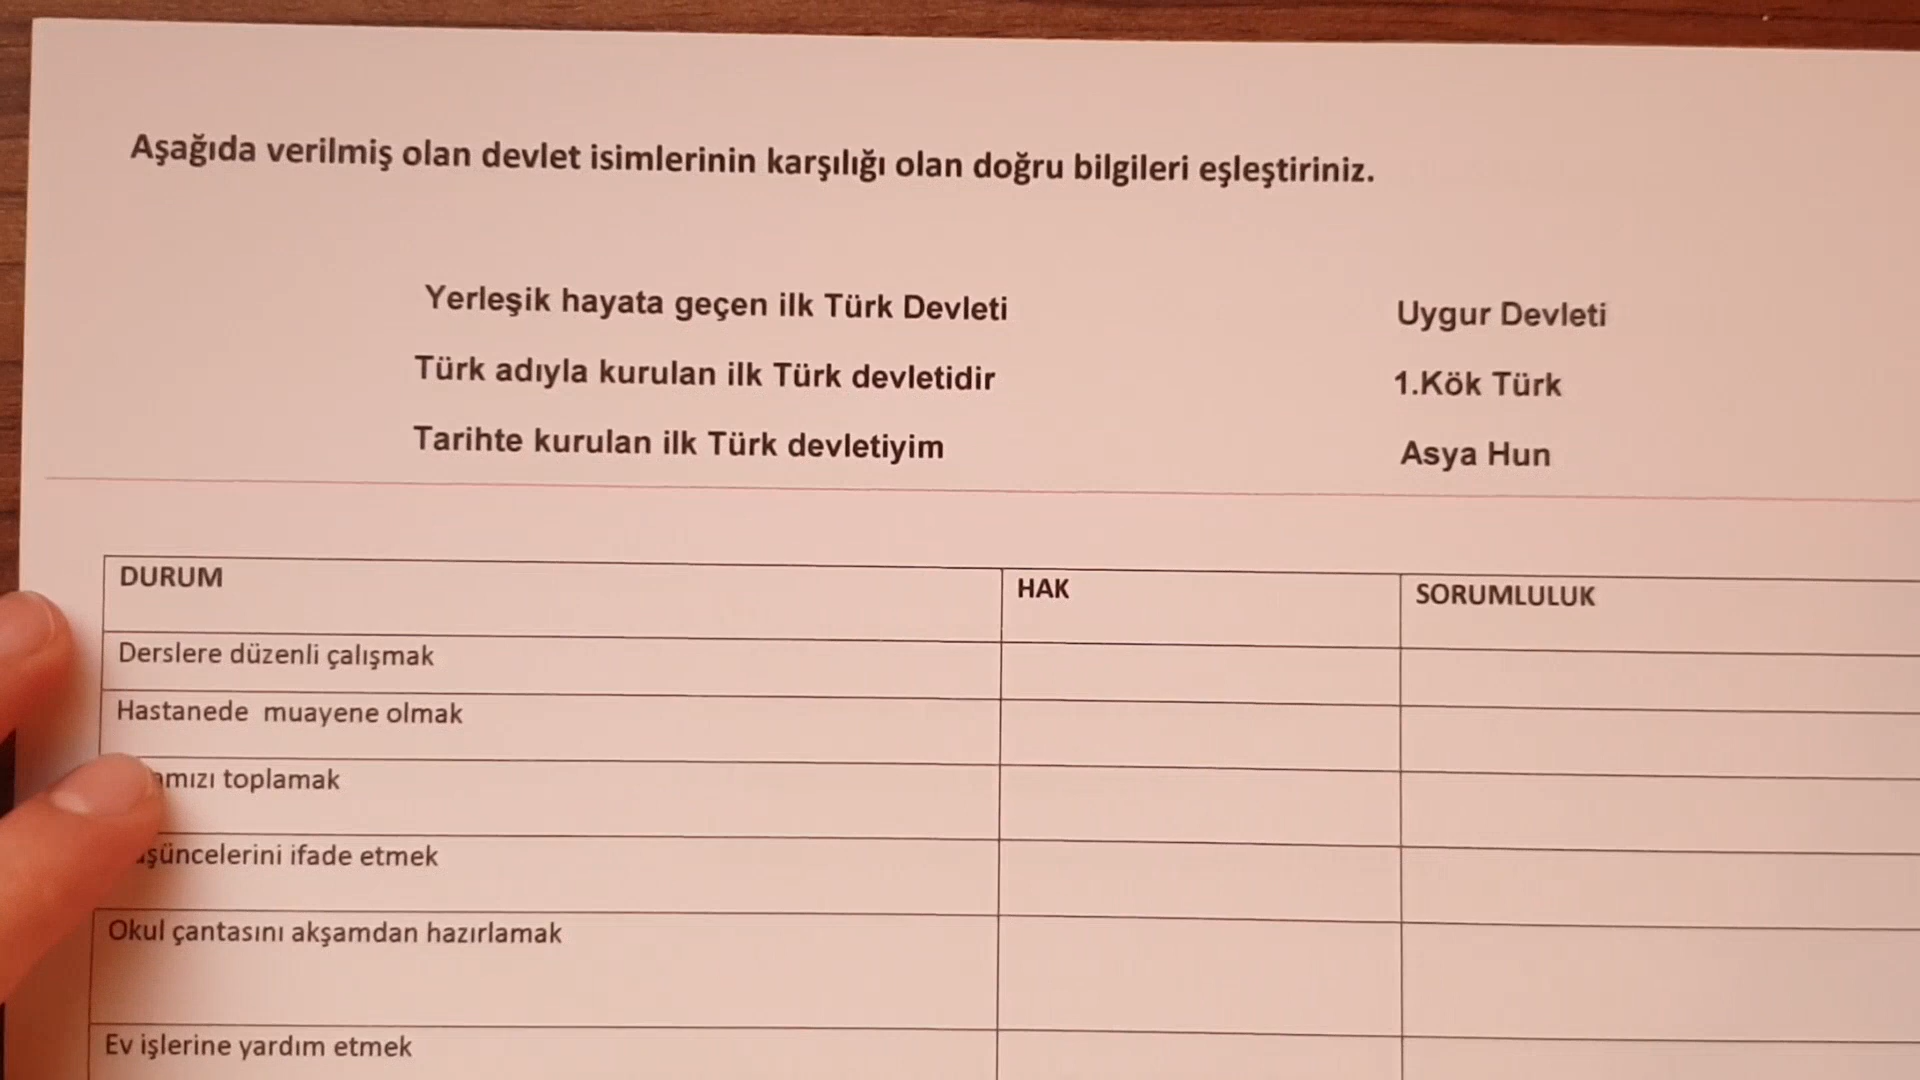 Aşağıda verilmiş olan devlet isimlerinin karşılığı olan doğru bilgileri eşleştiriniz.
Yerleşik hayata geçen ilk Türk Devleti Uygur Devleti
Türk adıyla kurulan ilk Türk devletidir 1.Kök Türk
Tarihte kurulan ilk Türk devletiyim Asya Hun
DURUM HAK SORUMLULUK
Derslere düzenli çalışmak
Hastanede muayene olmak
toplamak
ifade etmek
Okul çantasını akşamdan hazırlamak
Ev işlerine yardım etmek